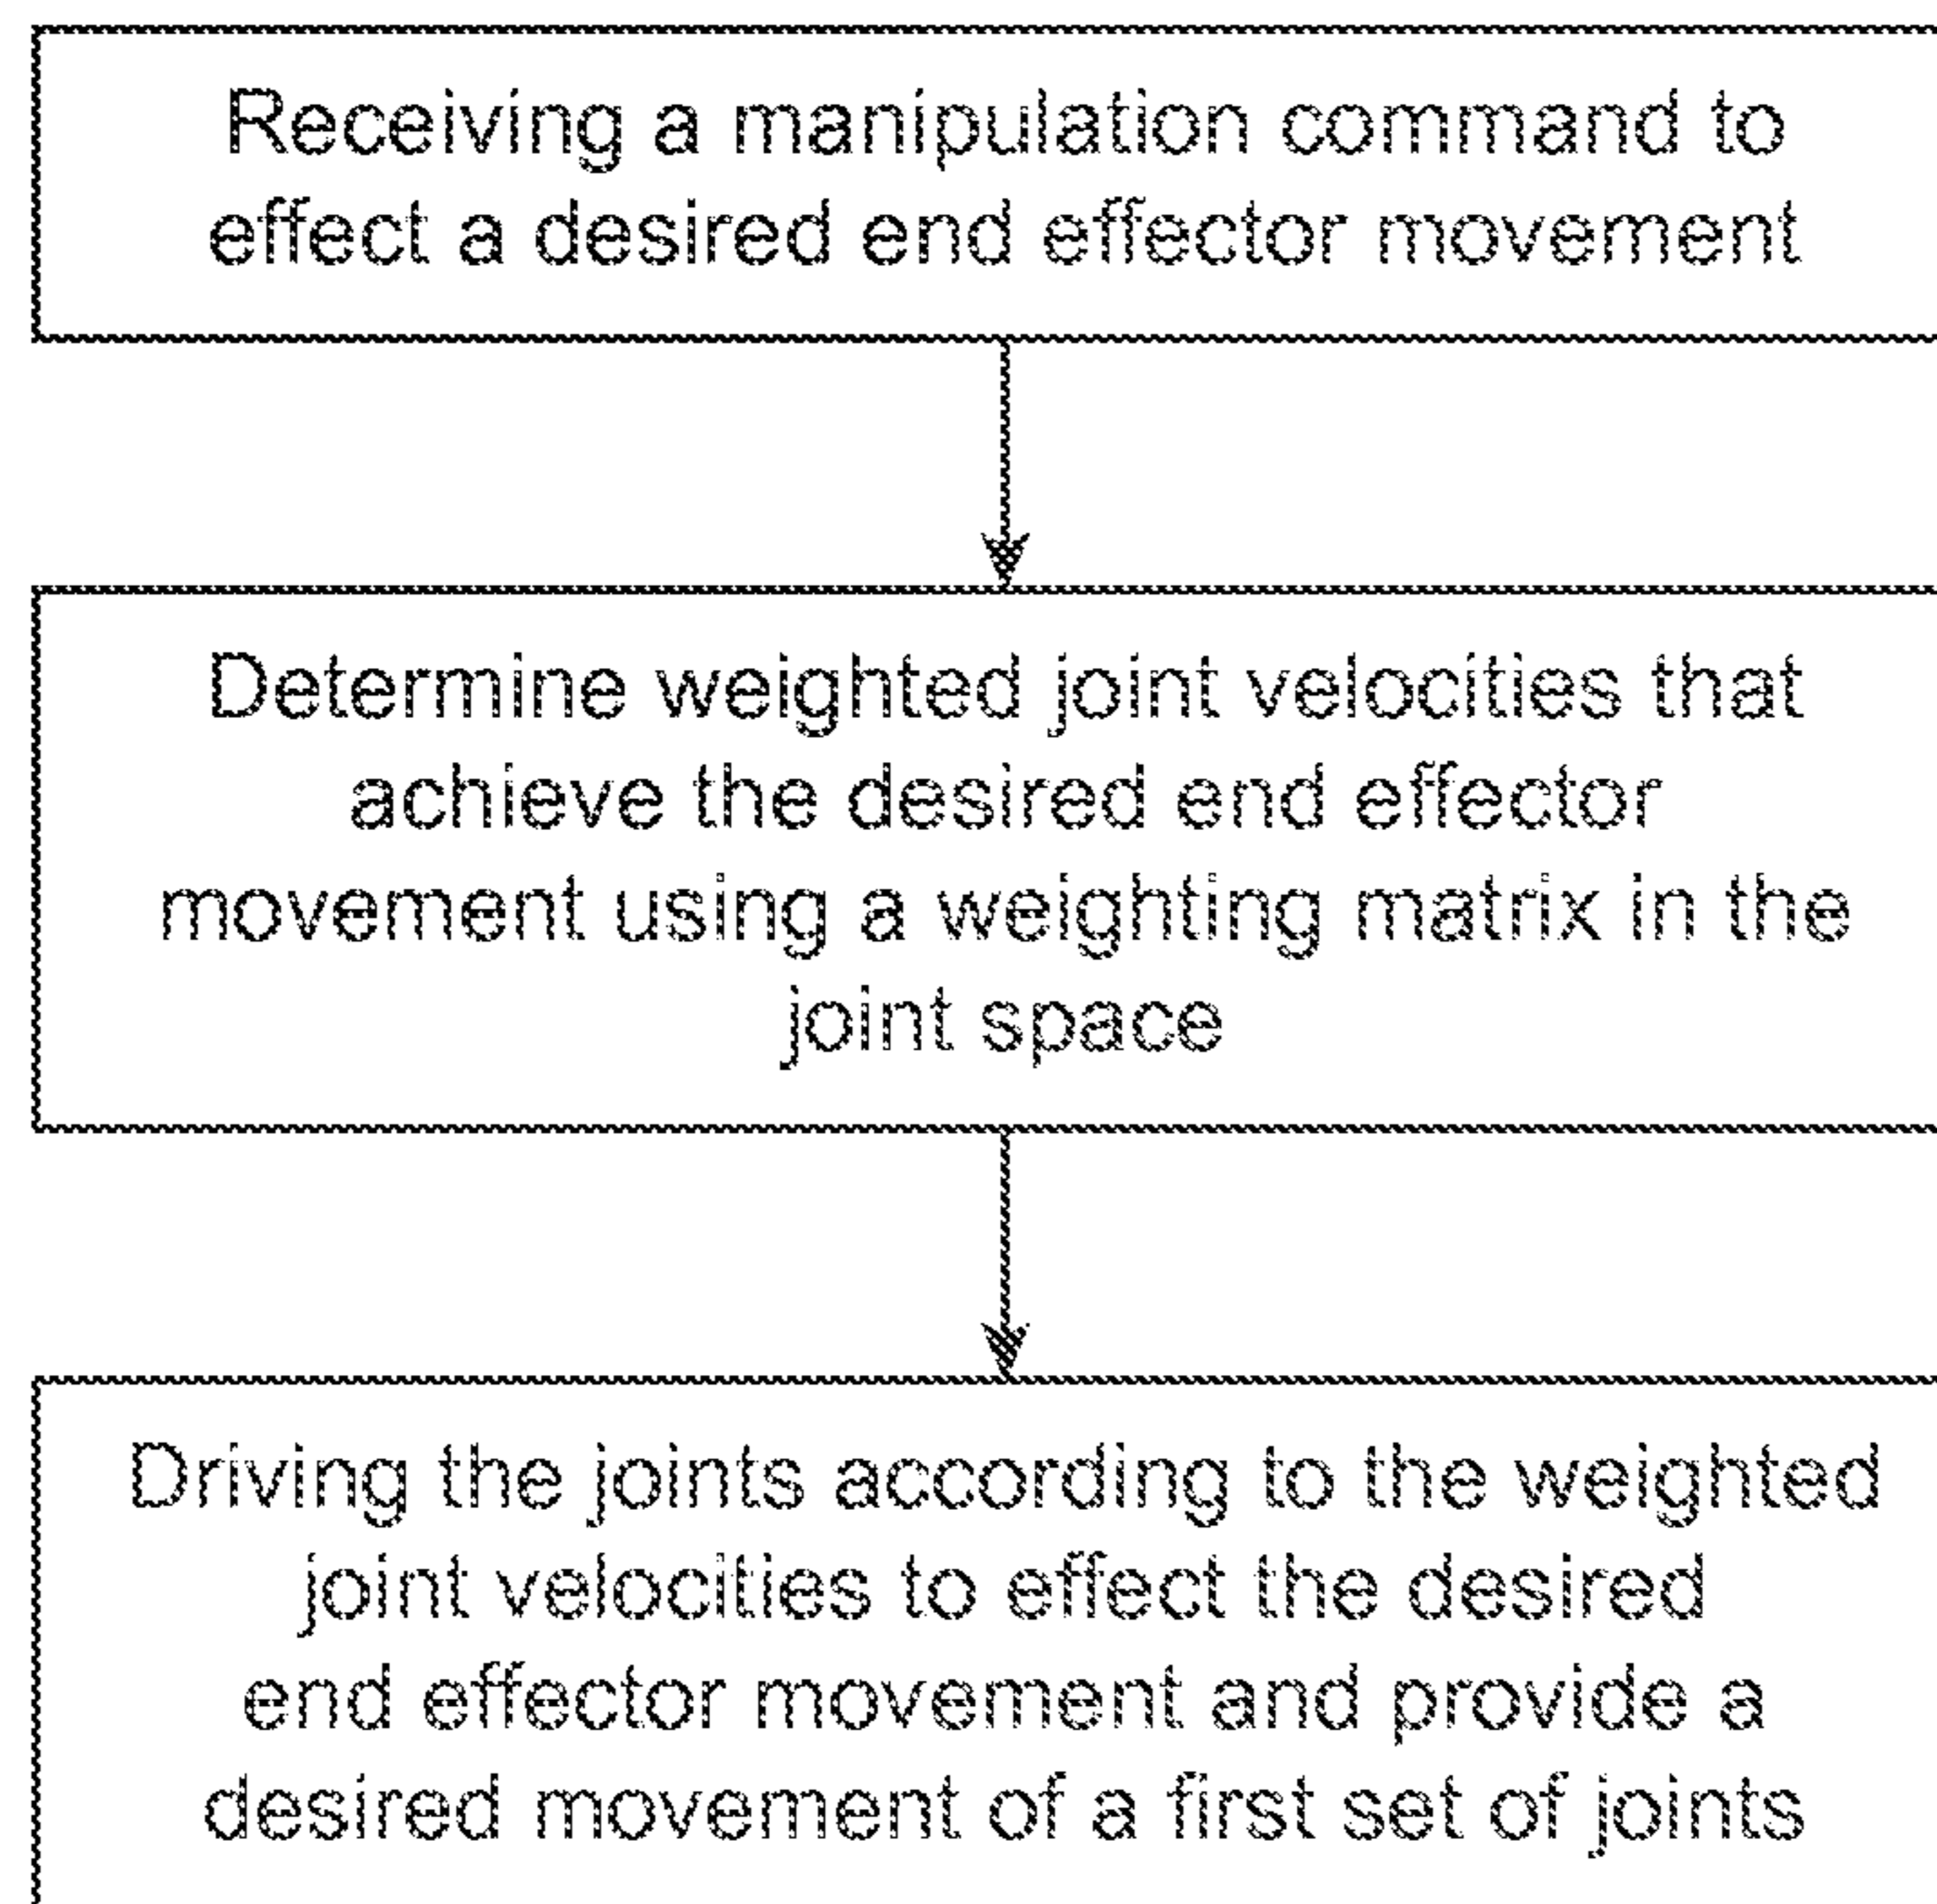 Receiving a manipulation command to
effect a desired end effector movement
Determine weighted joint velocities that
achieve the desired end effector
movement using a weighting matrix in the
joint space
Driving the joints according to the weighted
joint velocities to effect the desired
end effector movement and provide a
desired movement of a first set of joints